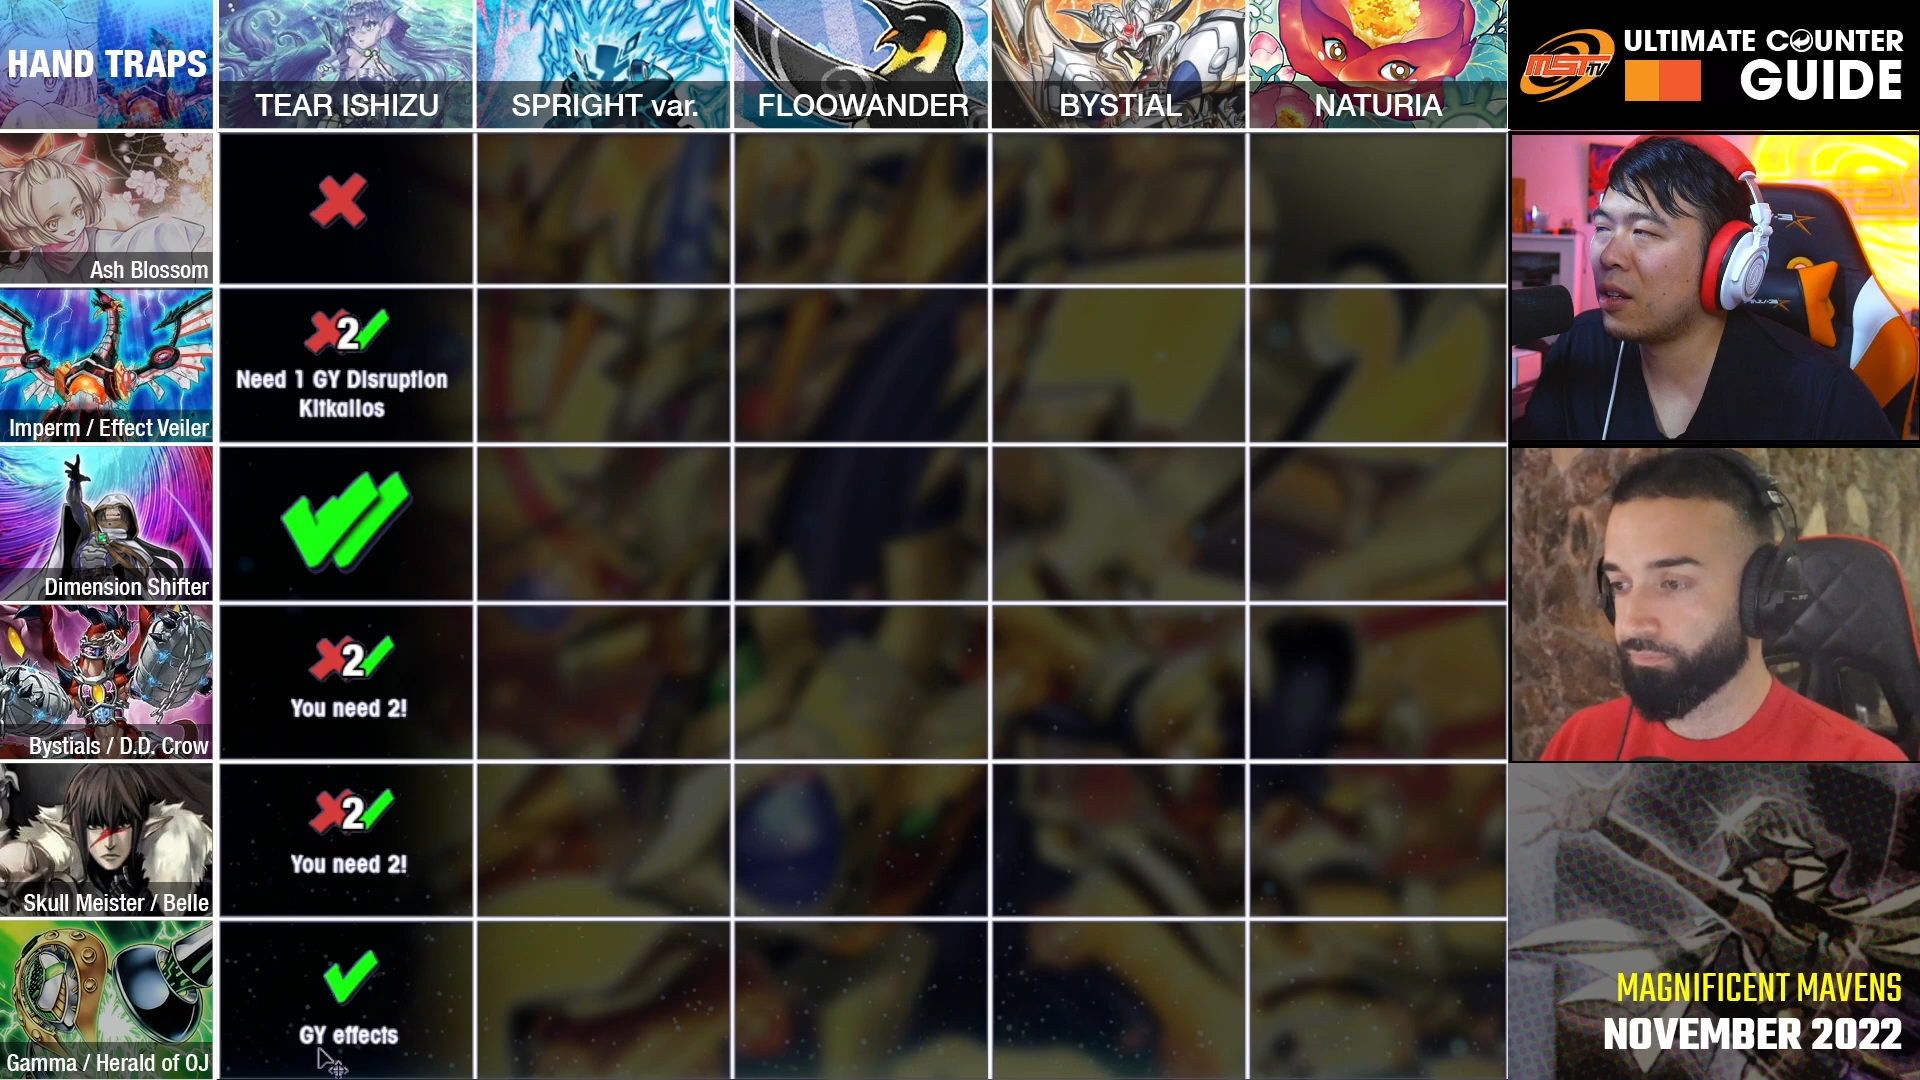 HAND TRAPS
TEAR ISHIZU
SPRIGHT var.
FLOOWANDER
BYSTIAL
NATURIA
MST TV
ULTIMATE COUNTER
GUIDE
Ash Blossom
Imperm / Effect Veiler
2
Need 1 GY Disruption
Kitkallos
Dimension Shifter
Bystials / D.D. Crow
2
You need 2!
Skull Meister / Belle
2
You need 2!
Gamma / Herald of OJ
GY effects
MAGNIFICENT MAVENS
NOVEMBER 2022